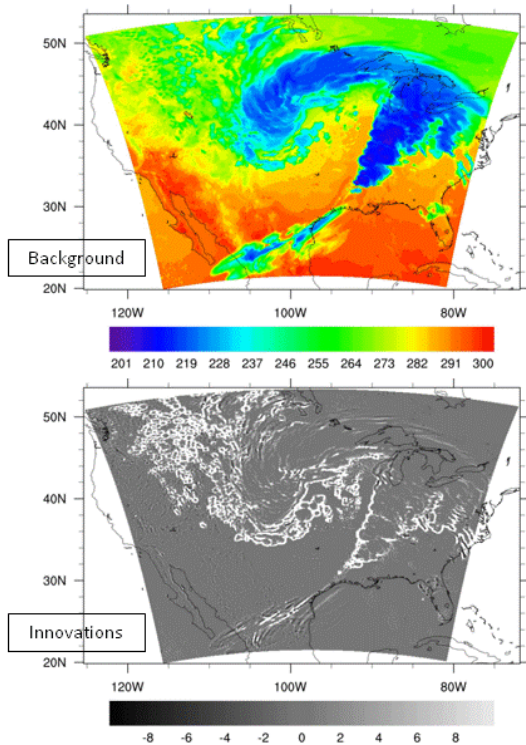 50N
40N
30N
Background
20N
120W 100W 80W
201 210 219 228 237 246 255 264 273 282 291 300
50N
40N
30N
Innovations
20N
120W 100W 80W
-8 -6 -4 -2 0 2 4 6 8